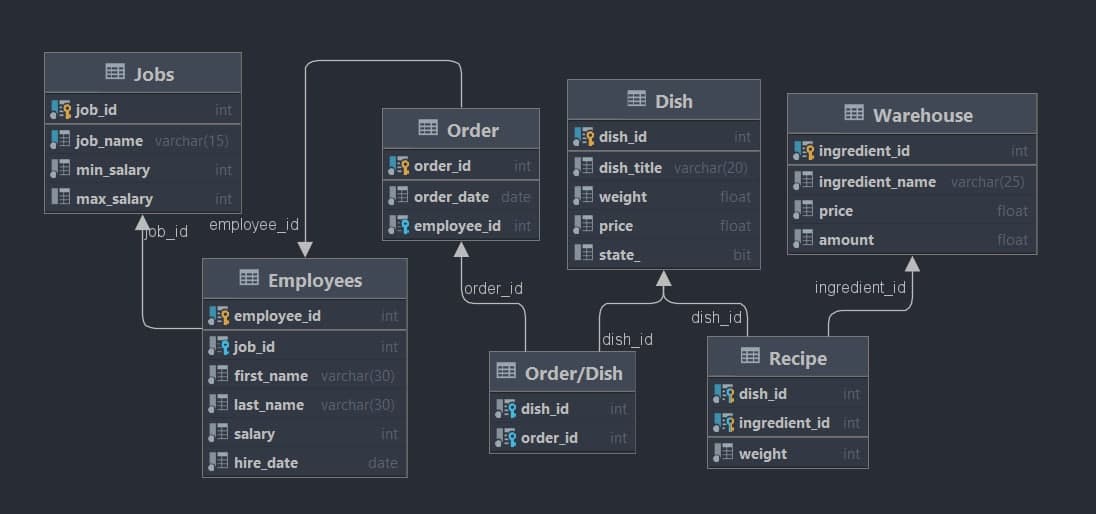 Jobs
job_id int
job_name varchar(15)
min_salary int
max_salary int
job_id
employee_id
Employees
employee_id int
job_id int
first_name varchar(30)
last_name varchar(30)
salary int
hire_date date
Order
order_id int
order_date date
employee_id int
order_id
Dish
dish_id int
dish_title varchar(20)
weight float
price float
state_ bit
dish_id
dish_id
Order/Dish
dish_id int
order_id int
Warehouse
ingredient_id int
ingredient_name varchar(25)
price float
amount float
ingredient_id
Recipe
dish_id int
ingredient_id int
weight int